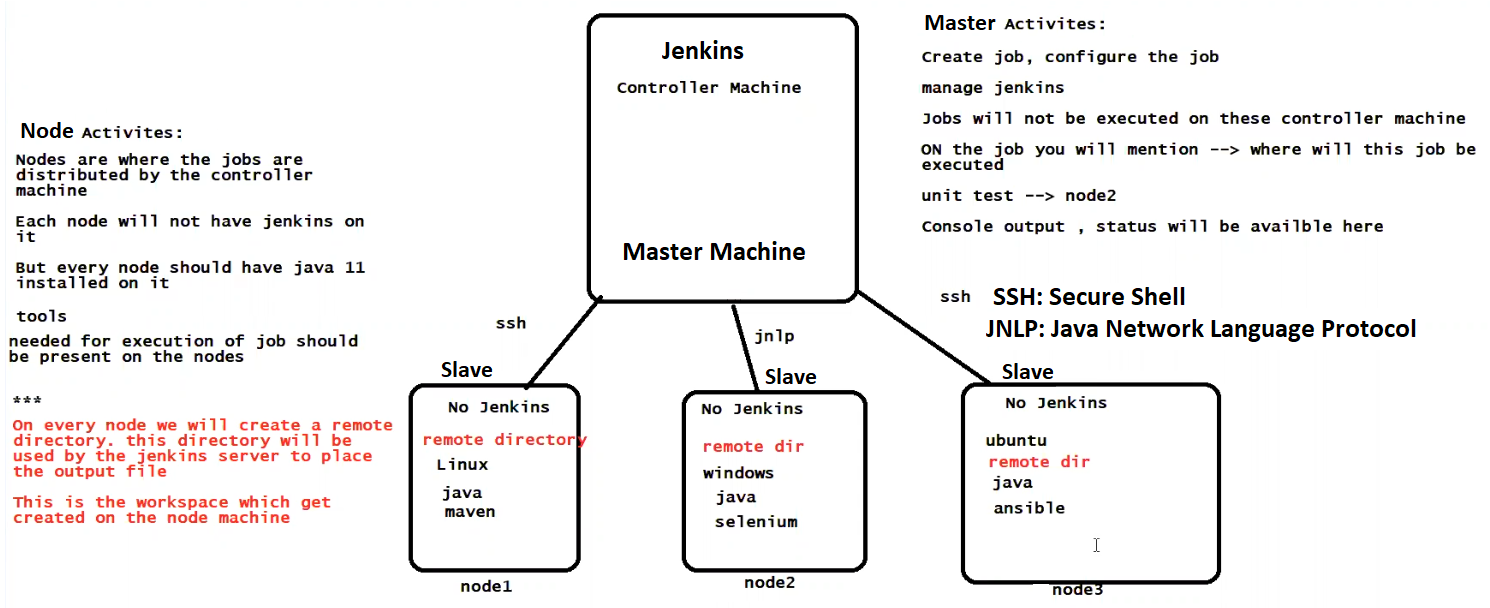 Jenkins
Controller Machine
Master Machine
Master Activites:
Create job, configure the job
manage jenkins
Jobs will not be executed on these controller machine
ON the job you will mention --> where will this job be
executed
unit test --> node2
Console output , status will be availble here
Node Activites:
Nodes are where the jobs are
distributed by the controller
machine
Each node will not have jenkins on
it
But every node should have java 11
installed on it
tools
needed for execution of job should
be present on the nodes
***
On every node we will create a remote
directory. this directory will be
used by the jenkins server to place
the output file
This is the workspace which get
created on the node machine
ssh
jnlp
ssh
SSH: Secure Shell
JNLP: Java Network Language Protocol
Slave
No Jenkins
remote directory
Linux
java
maven
node1
Slave
No Jenkins
remote dir
windows
java
selenium
node2
Slave
No Jenkins
ubuntu
remote dir
java
ansible
node3